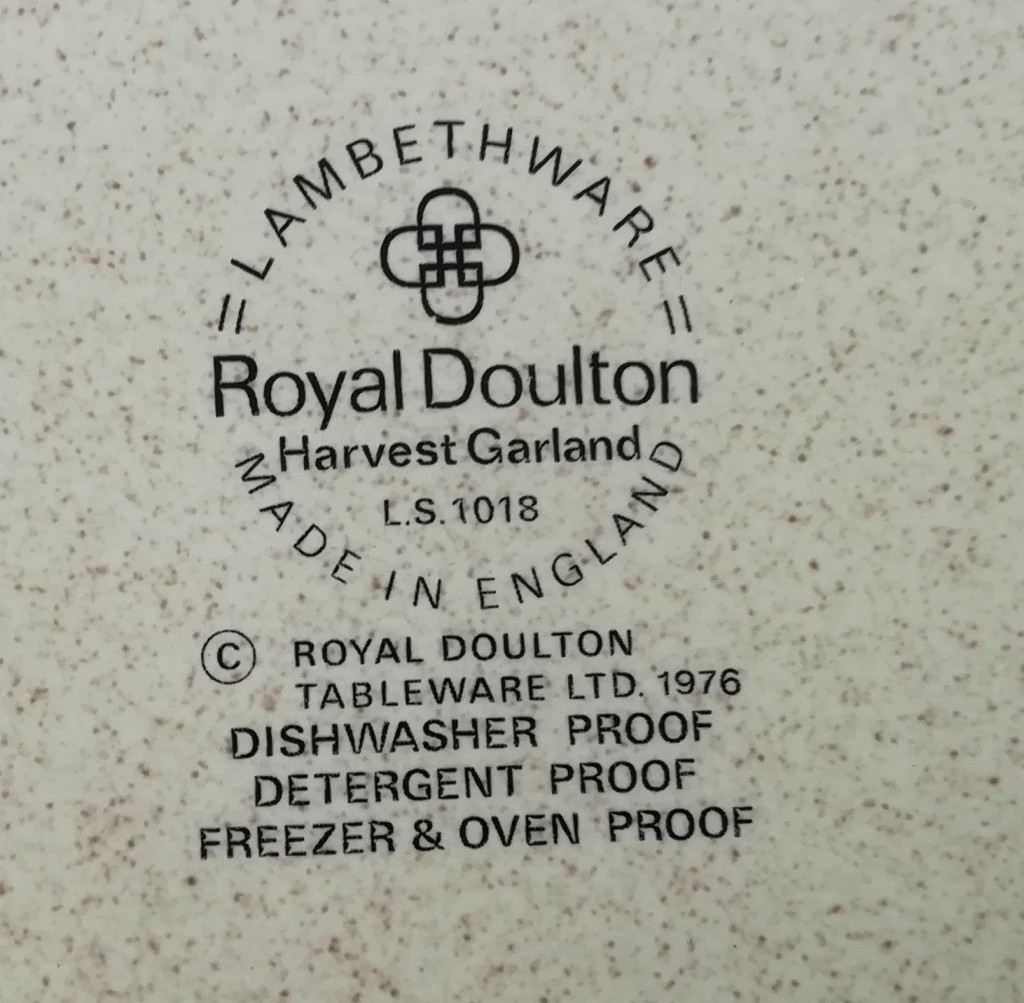 =LAMBETHWARE=
Royal Doulton
Harvest Garland
L.S.1018
MADE IN ENGLAND
© ROYAL DOULTON
TABLEWARE LTD. 1976
DISHWASHER PROOF
DETERGENT PROOF
FREEZER & OVEN PROOF